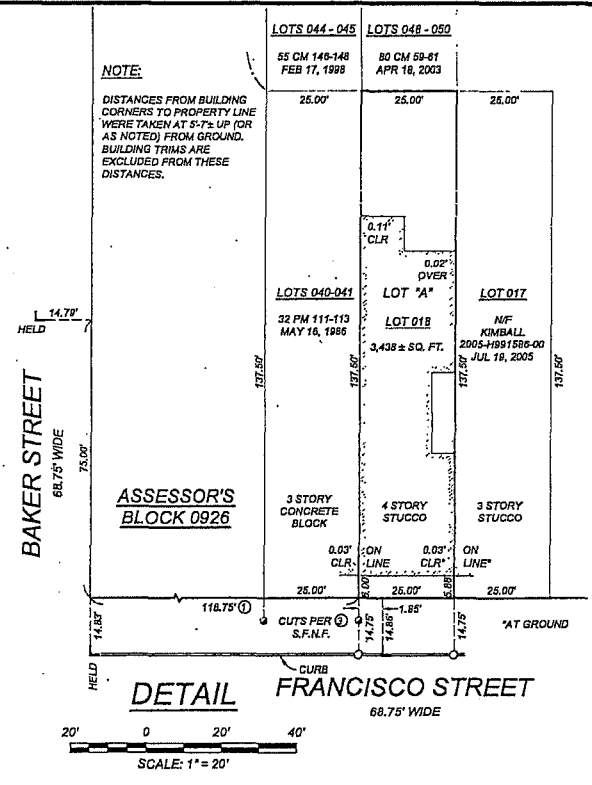 LOTS 044 - 045
55 CM 146-148
FEB 17, 1998
LOTS 048 - 050
80 CM 59-61
APR 18, 2003
NOTE:
DISTANCES FROM BUILDING
CORNERS TO PROPERTY LINE
WERE TAKEN AT 5'-7"± UP (OR
AS NOTED) FROM GROUND.
BUILDING TRIMS ARE
EXCLUDED FROM THESE
DISTANCES.
25.00'
25.00'
25.00'
0.11'
CLR
0.02'
OVER
LOT "A"
LOTS 040-041
32 PM 111-113
MAY 16, 1986
LOT 018
3,438 ± SQ. FT.
LOT 017
N/F
KIMBALL
2005-H991586-00
JUL 19, 2005
14.79'
HELD
137.50'
137.50'
137.50'
137.50'
BAKER STREET
68.75' WIDE
75.00'
ASSESSOR'S
BLOCK 0926
3 STORY
CONCRETE
BLOCK
4 STORY
STUCCO
3 STORY
STUCCO
0.03'
CLR
ON
LINE
0.03'
CLR*
ON
LINE*
25.00'
6.00'
25.00'
25.00'
118.75' 1
1.85'
14.83'
CUTS PER 3
S.F.N.F.
14.75'
14.86'
14.75'
*AT GROUND
HELD
CURB
DETAIL
FRANCISCO STREET
68.75' WIDE
20'
0
20'
40'
SCALE: 1" = 20'